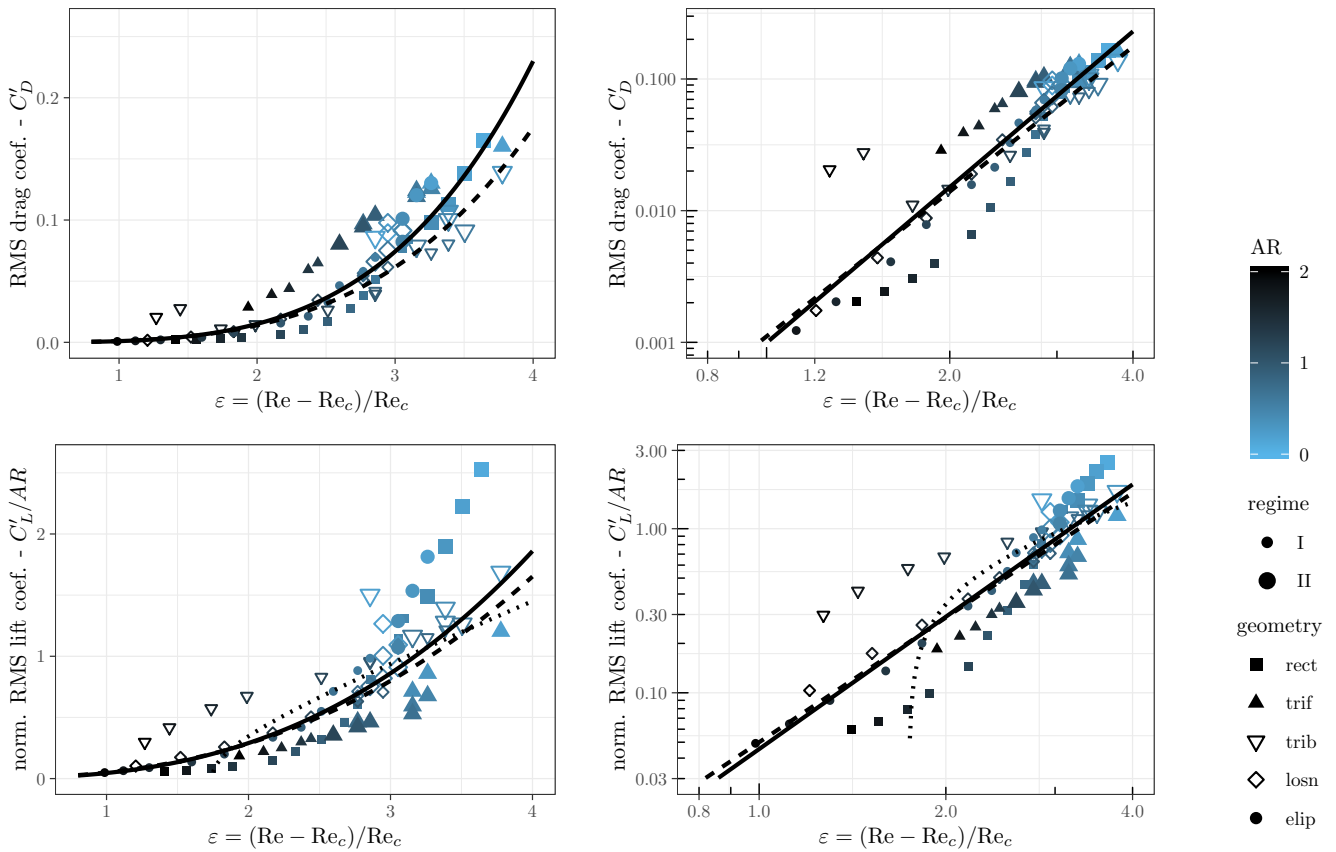 RMS drag coef. - C′_D
0.2
0.1
0.0
1 2 3 4
ε = (Re − Re_c)/Re_c
RMS drag coef. - C′_D
0.100
0.010
0.001
0.8 1.2 2.0 4.0
ε = (Re − Re_c)/Re_c
norm. RMS lift coef. - C′_L/AR
2
1
0
1 2 3 4
ε = (Re − Re_c)/Re_c
norm. RMS lift coef. - C′_L/AR
3.00
1.00
0.30
0.10
0.03
0.8 1.0 2.0 4.0
ε = (Re − Re_c)/Re_c
AR
2
1
0
regime
I
II
geometry
rect
trif
trib
losn
elip